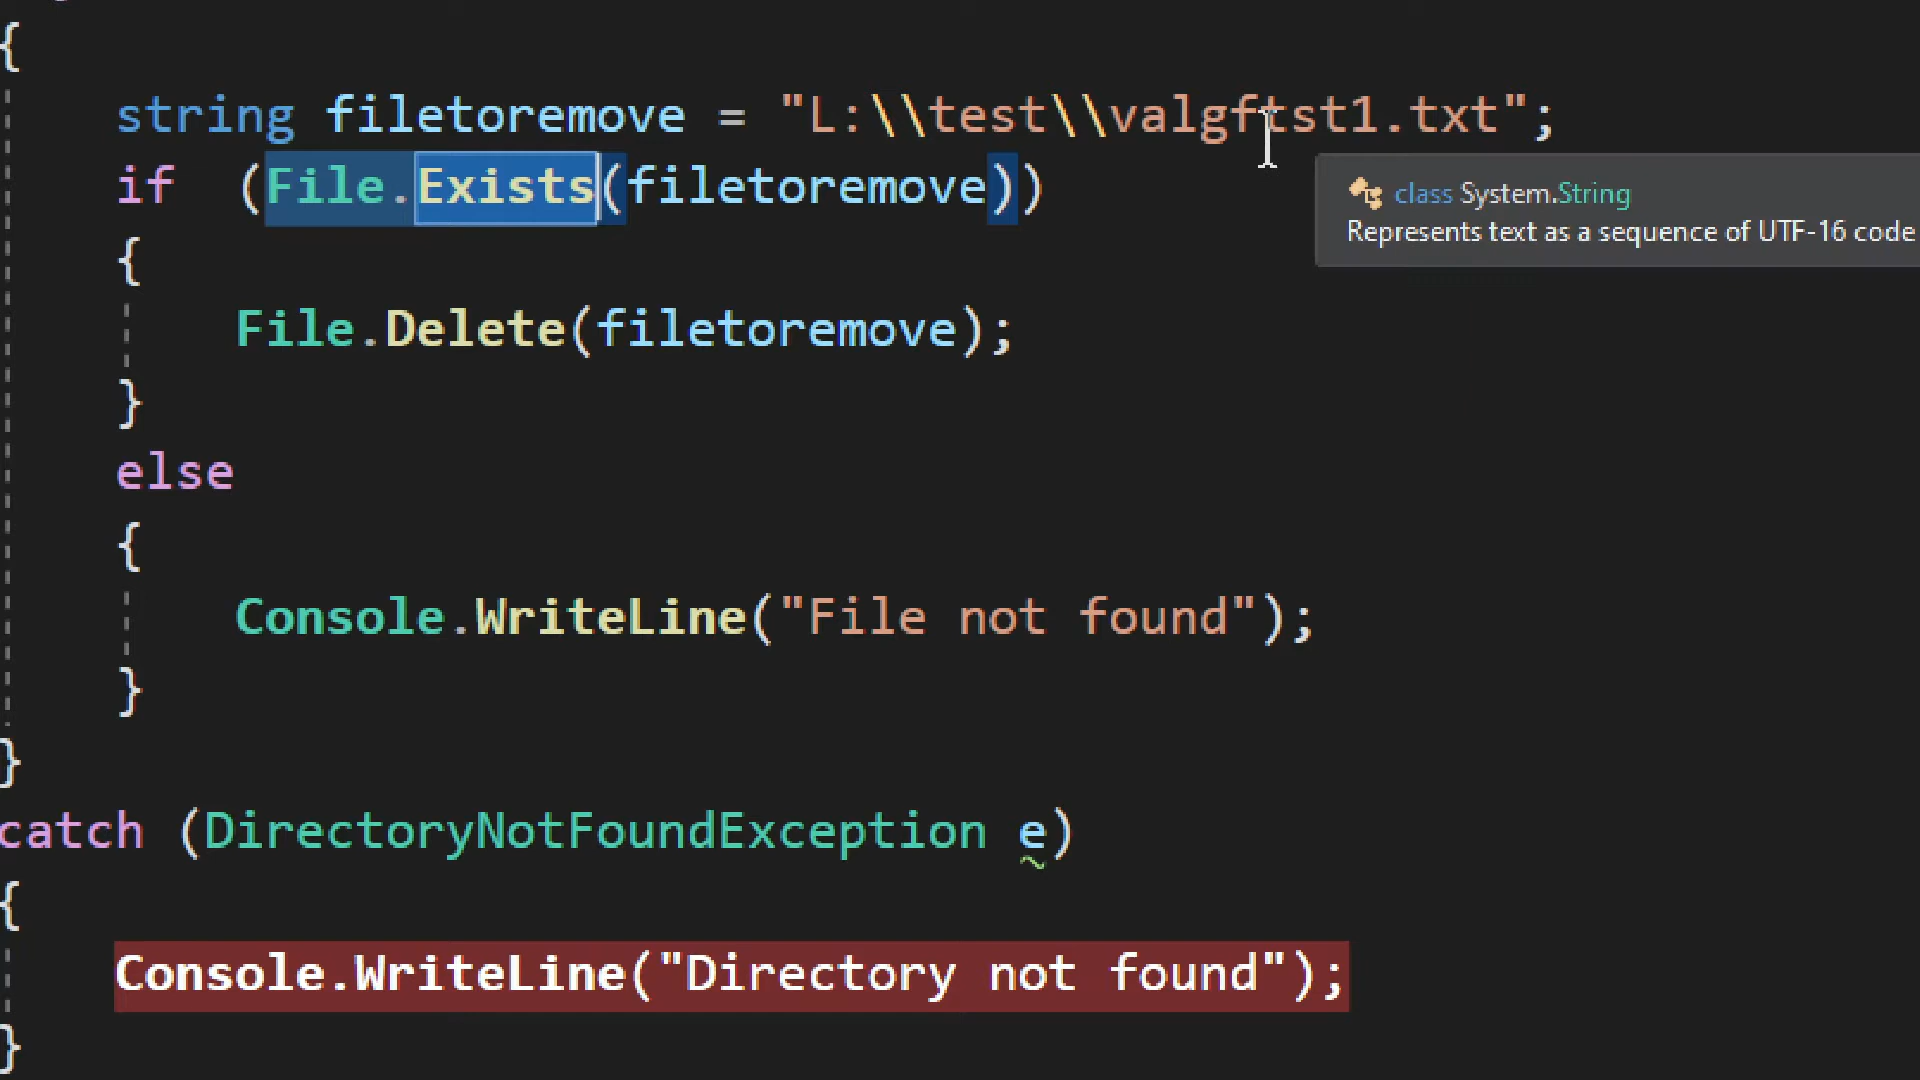 {
string filetoremove = "L:\\test\\valgftst1.txt";
if (File.Exists(filetoremove))
class System.String
Represents text as a sequence of UTF-16 code
{
File.Delete(filetoremove);
}
else
{
Console.WriteLine("File not found");
}
}
catch (DirectoryNotFoundException e)
{
Console.WriteLine("Directory not found");
}